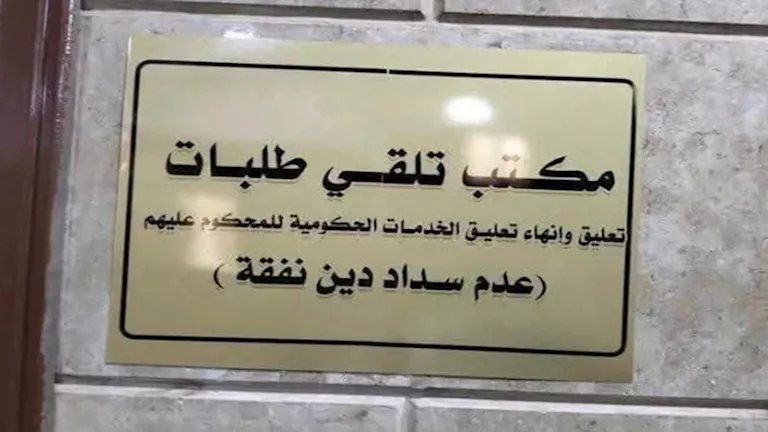 مكتب تلقي طلبات
تعليق وانهاء تعليق الخدمات الحكومية للمحكوم عليهم
(عدم سداد دين نفقة )